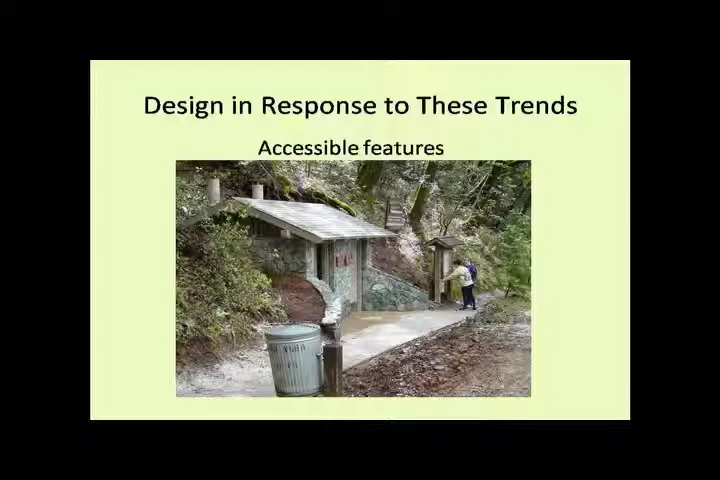 Design in Response to These Trends
Accessible features